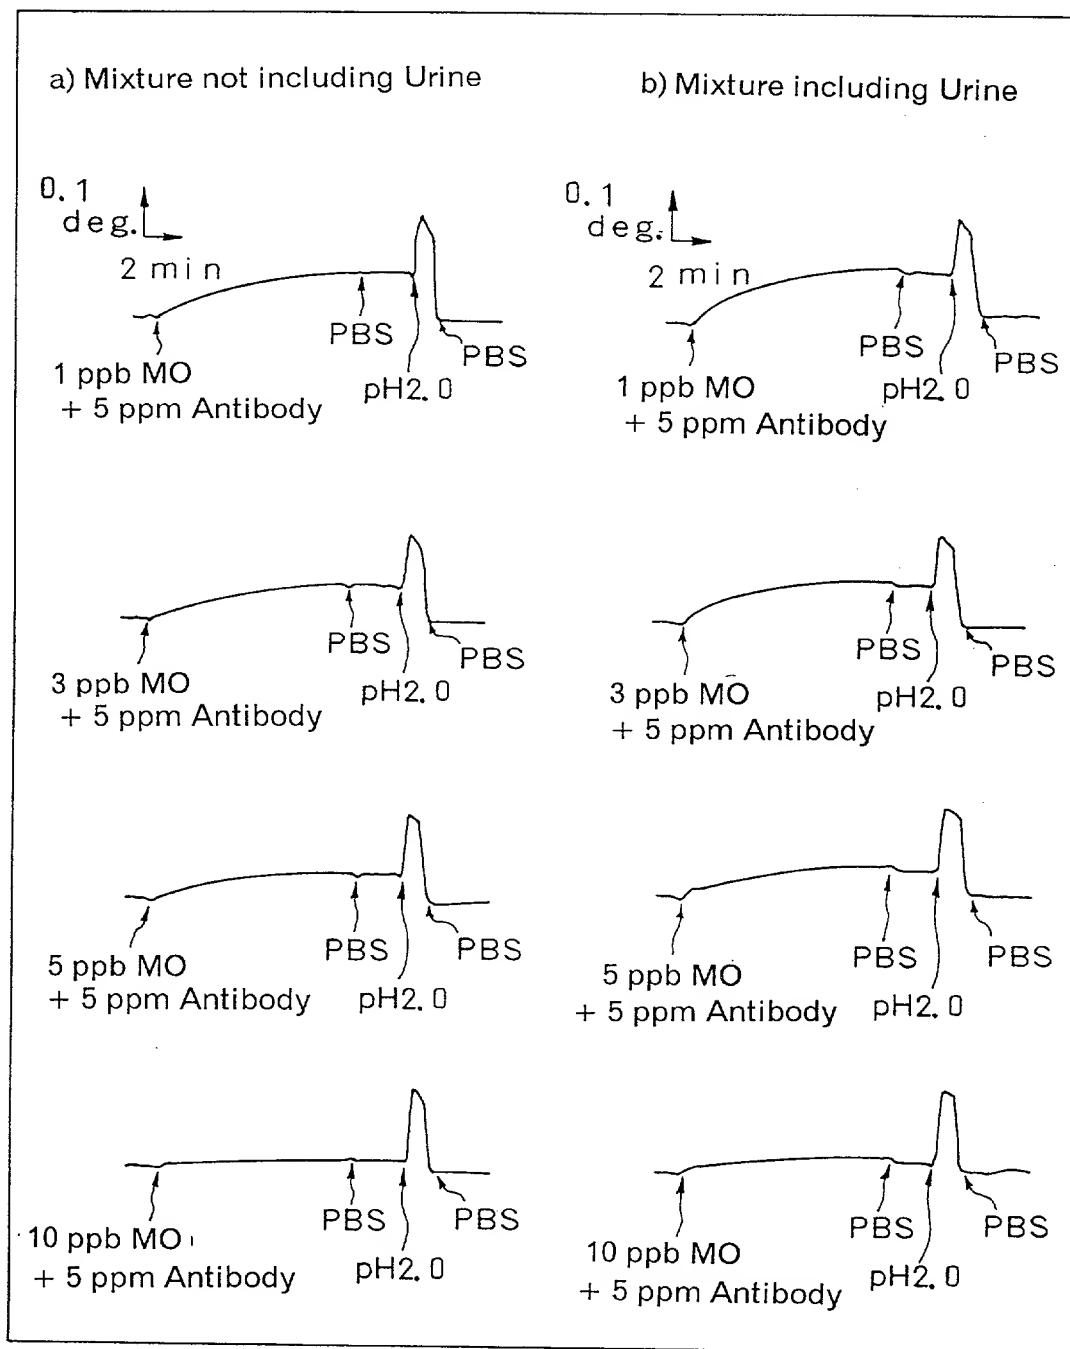 a) Mixture not including Urine
0.1
deg.
2 min
PBS
PBS
pH2.0
1 ppb MO
+ 5 ppm Antibody
PBS
PBS
pH2.0
3 ppb MO
+ 5 ppm Antibody
PBS
PBS
pH2.0
5 ppb MO
+ 5 ppm Antibody
PBS
PBS
pH2.0
10 ppb MO
+ 5 ppm Antibody
b) Mixture including Urine
0.1
deg.
2 min
PBS
PBS
pH2.0
1 ppb MO
+ 5 ppm Antibody
PBS
PBS
pH2.0
3 ppb MO
+ 5 ppm Antibody
PBS
PBS
pH2.0
5 ppb MO
+ 5 ppm Antibody
PBS
PBS
pH2.0
10 ppb MO
+ 5 ppm Antibody